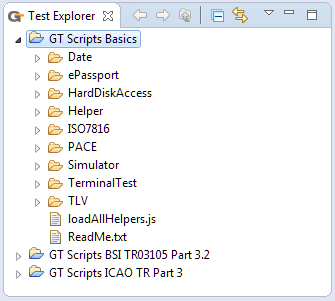 Test Explorer
GT Scripts Basics
Date
ePassport
HardDiskAccess
Helper
ISO7816
PACE
Simulator
TerminalTest
TLV
loadAllHelpers.js
ReadMe.txt
GT Scripts BSI TR03105 Part 3.2
GT Scripts ICAO TR Part 3